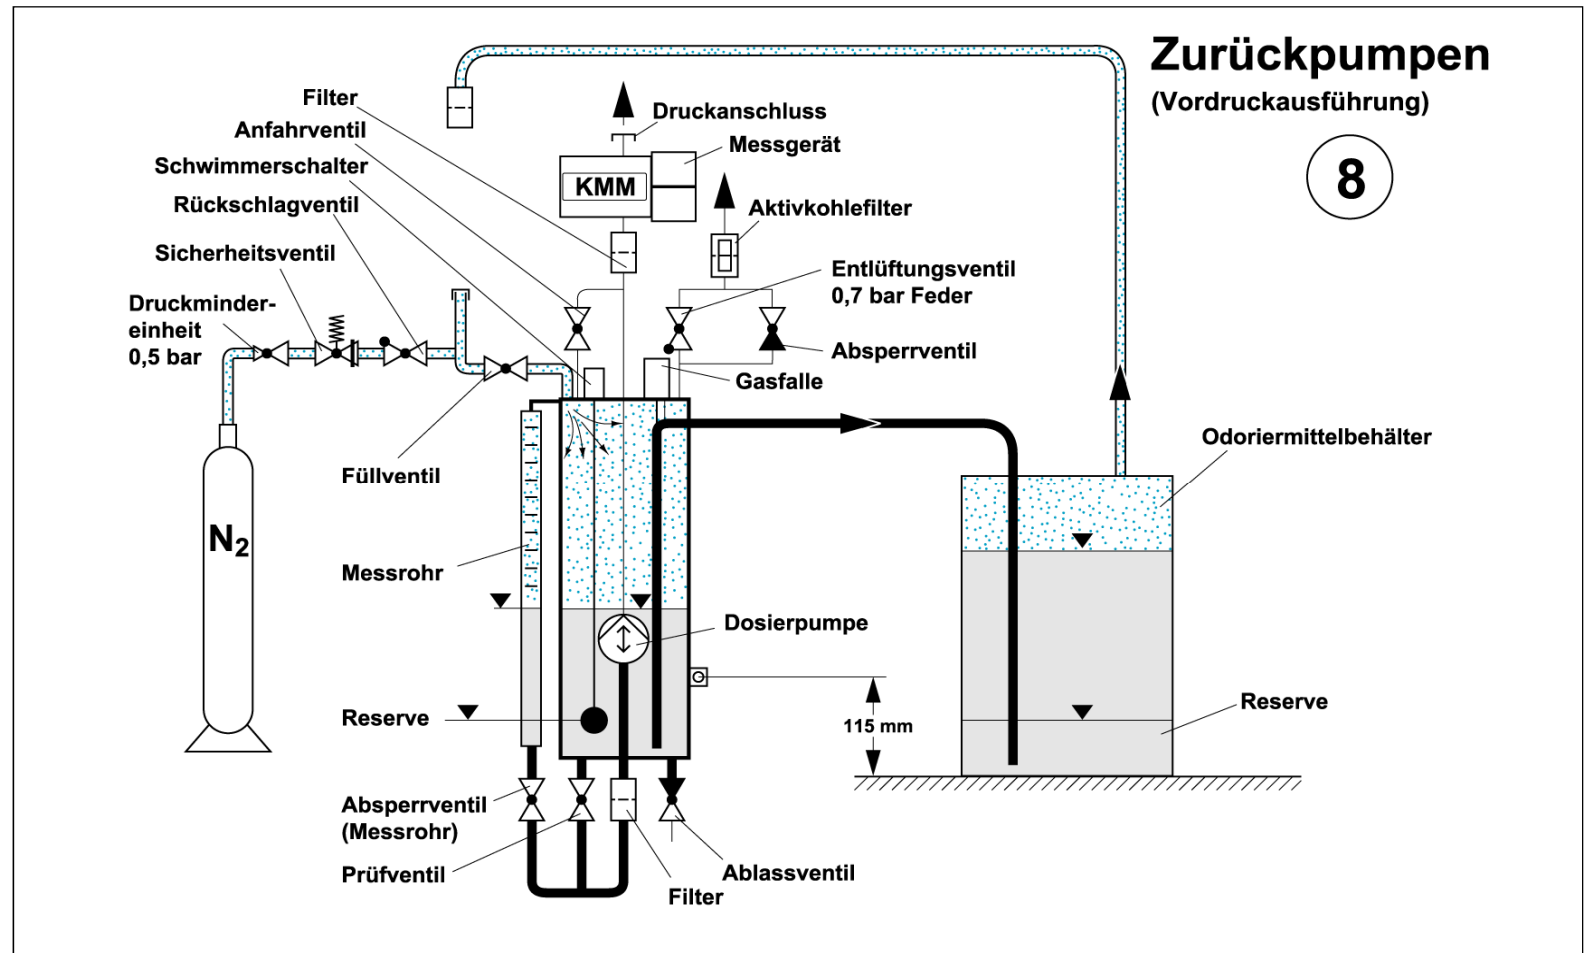 Zurückpumpen
(Vordruckausführung)
8
Filter
Anfahrventil
Schwimmerschalter
Rückschlagventil
Sicherheitsventil
Druckminder-
einheit
0,5 bar
Druckanschluss
Messgerät
KMM
Aktivkohlefilter
Entlüftungsventil
0,7 bar Feder
Absperrventil
Gasfalle
Odoriermittelbehälter
Füllventil
N2
Messrohr
Dosierpumpe
Reserve
115 mm
Reserve
Absperrventil
(Messrohr)
Prüfventil
Ablassventil
Filter